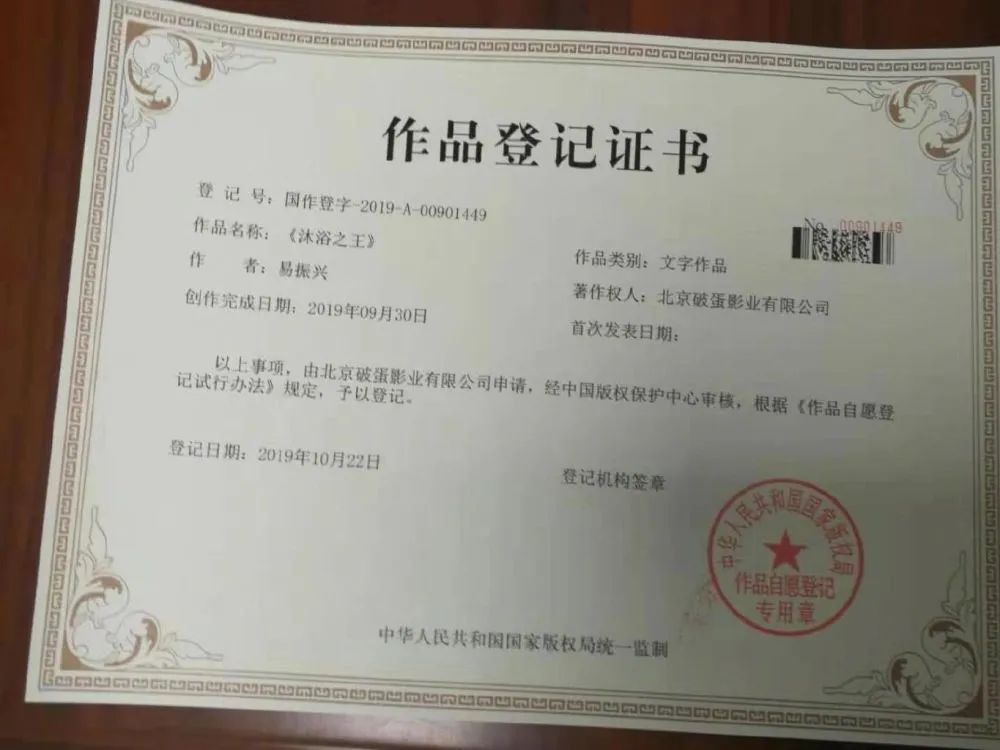 作品登记证书
登 记 号：国作登字-2019-A-00901449
No 00901449
作品名称：《沐浴之王》
作品类别：文字作品
作 者：易振兴
著作权人：北京破蛋影业有限公司
创作完成日期：2019年09月30日
首次发表日期：
以上事项，由北京破蛋影业有限公司申请，经中国版权保护中心审核，根据《作品自愿登
记试行办法》规定，予以登记。
登记日期：2019年10月22日
登记机构签章
中华人民共和国国家版权局
作品自愿登记
专用章
中华人民共和国国家版权局统一监制